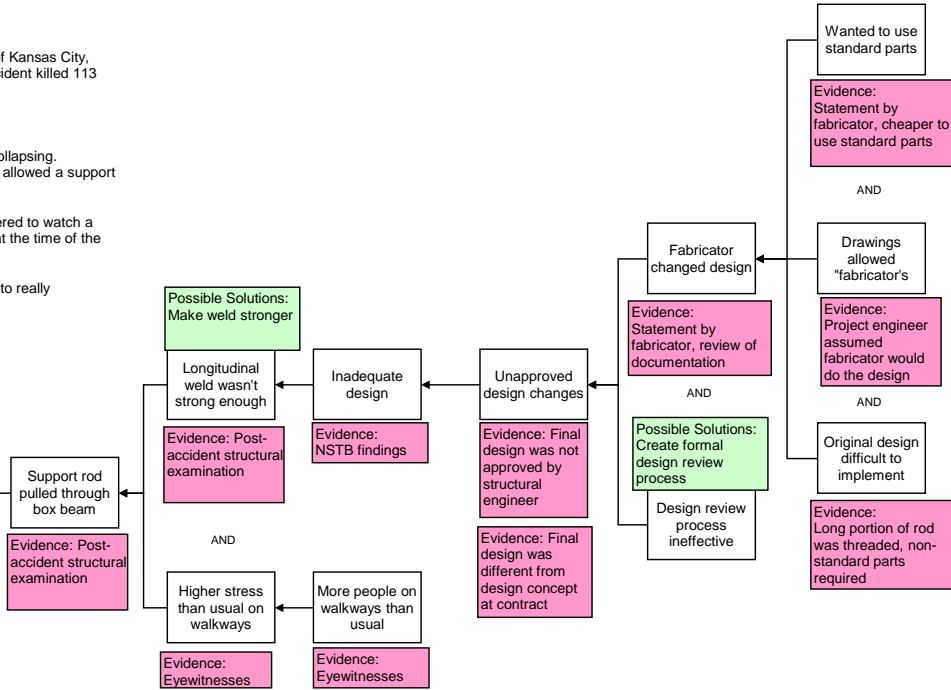 f Kansas City,
cident killed 113
ollapsing.
allowed a support
ered to watch a
at the time of the
to really
Support rod
pulled through
box beam
Evidence: Post-
accident structural
examination
Possible Solutions:
Make weld stronger
Longitudinal
weld wasn't
strong enough
Evidence: Post-
accident structural
examination
AND
Higher stress
than usual on
walkways
Evidence:
Eyewitnesses
Inadequate
design
Evidence:
NSTB findings
More people on
walkways than
usual
Evidence:
Eyewitnesses
Unapproved
design changes
Evidence: Final
design was not
approved by
structural
engineer
Evidence: Final
design was
different from
design concept
at contract
Fabricator
changed design
Evidence:
Statement by
fabricator, review of
documentation
AND
Possible Solutions:
Create formal
design review
process
Design review
process
ineffective
Wanted to use
standard parts
Evidence:
Statement by
fabricator, cheaper to
use standard parts
AND
Drawings
allowed
"fabricator's
Evidence:
Project engineer
assumed
fabricator would
do the design
AND
Original design
difficult to
implement
Evidence:
Long portion of rod
was threaded, non-
standard parts
required